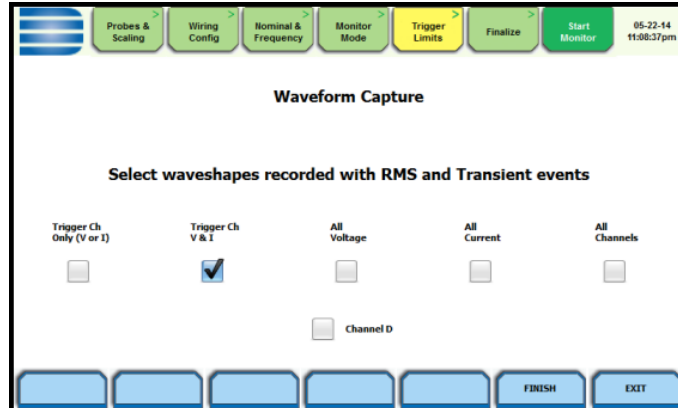 Probes & Scaling
Wiring Config
Nominal & Frequency
Monitor Mode
Trigger Limits
Finalize
Start Monitor
05-22-14
11:08:37pm
Waveform Capture
Select waveshapes recorded with RMS and Transient events
Trigger Ch
Only (V or I)
Trigger Ch
V & I
All
Voltage
All
Current
All
Channels
Channel D
FINISH
EXIT